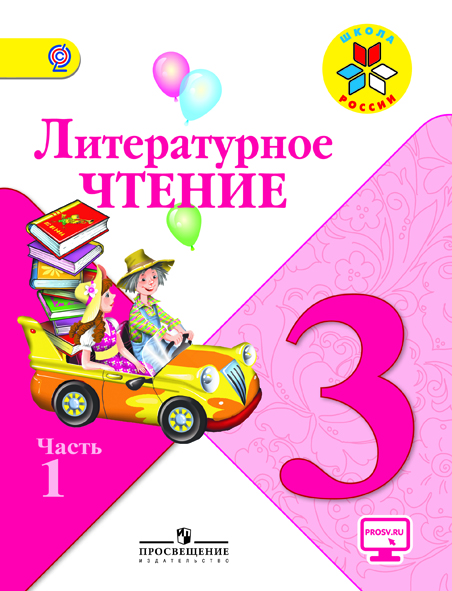 ШКОЛА
РОССИИ
Литературное
ЧТЕНИЕ
3
Часть
1
PROSV.RU
ПРОСВЕЩЕНИЕ
ИЗДАТЕЛЬСТВО